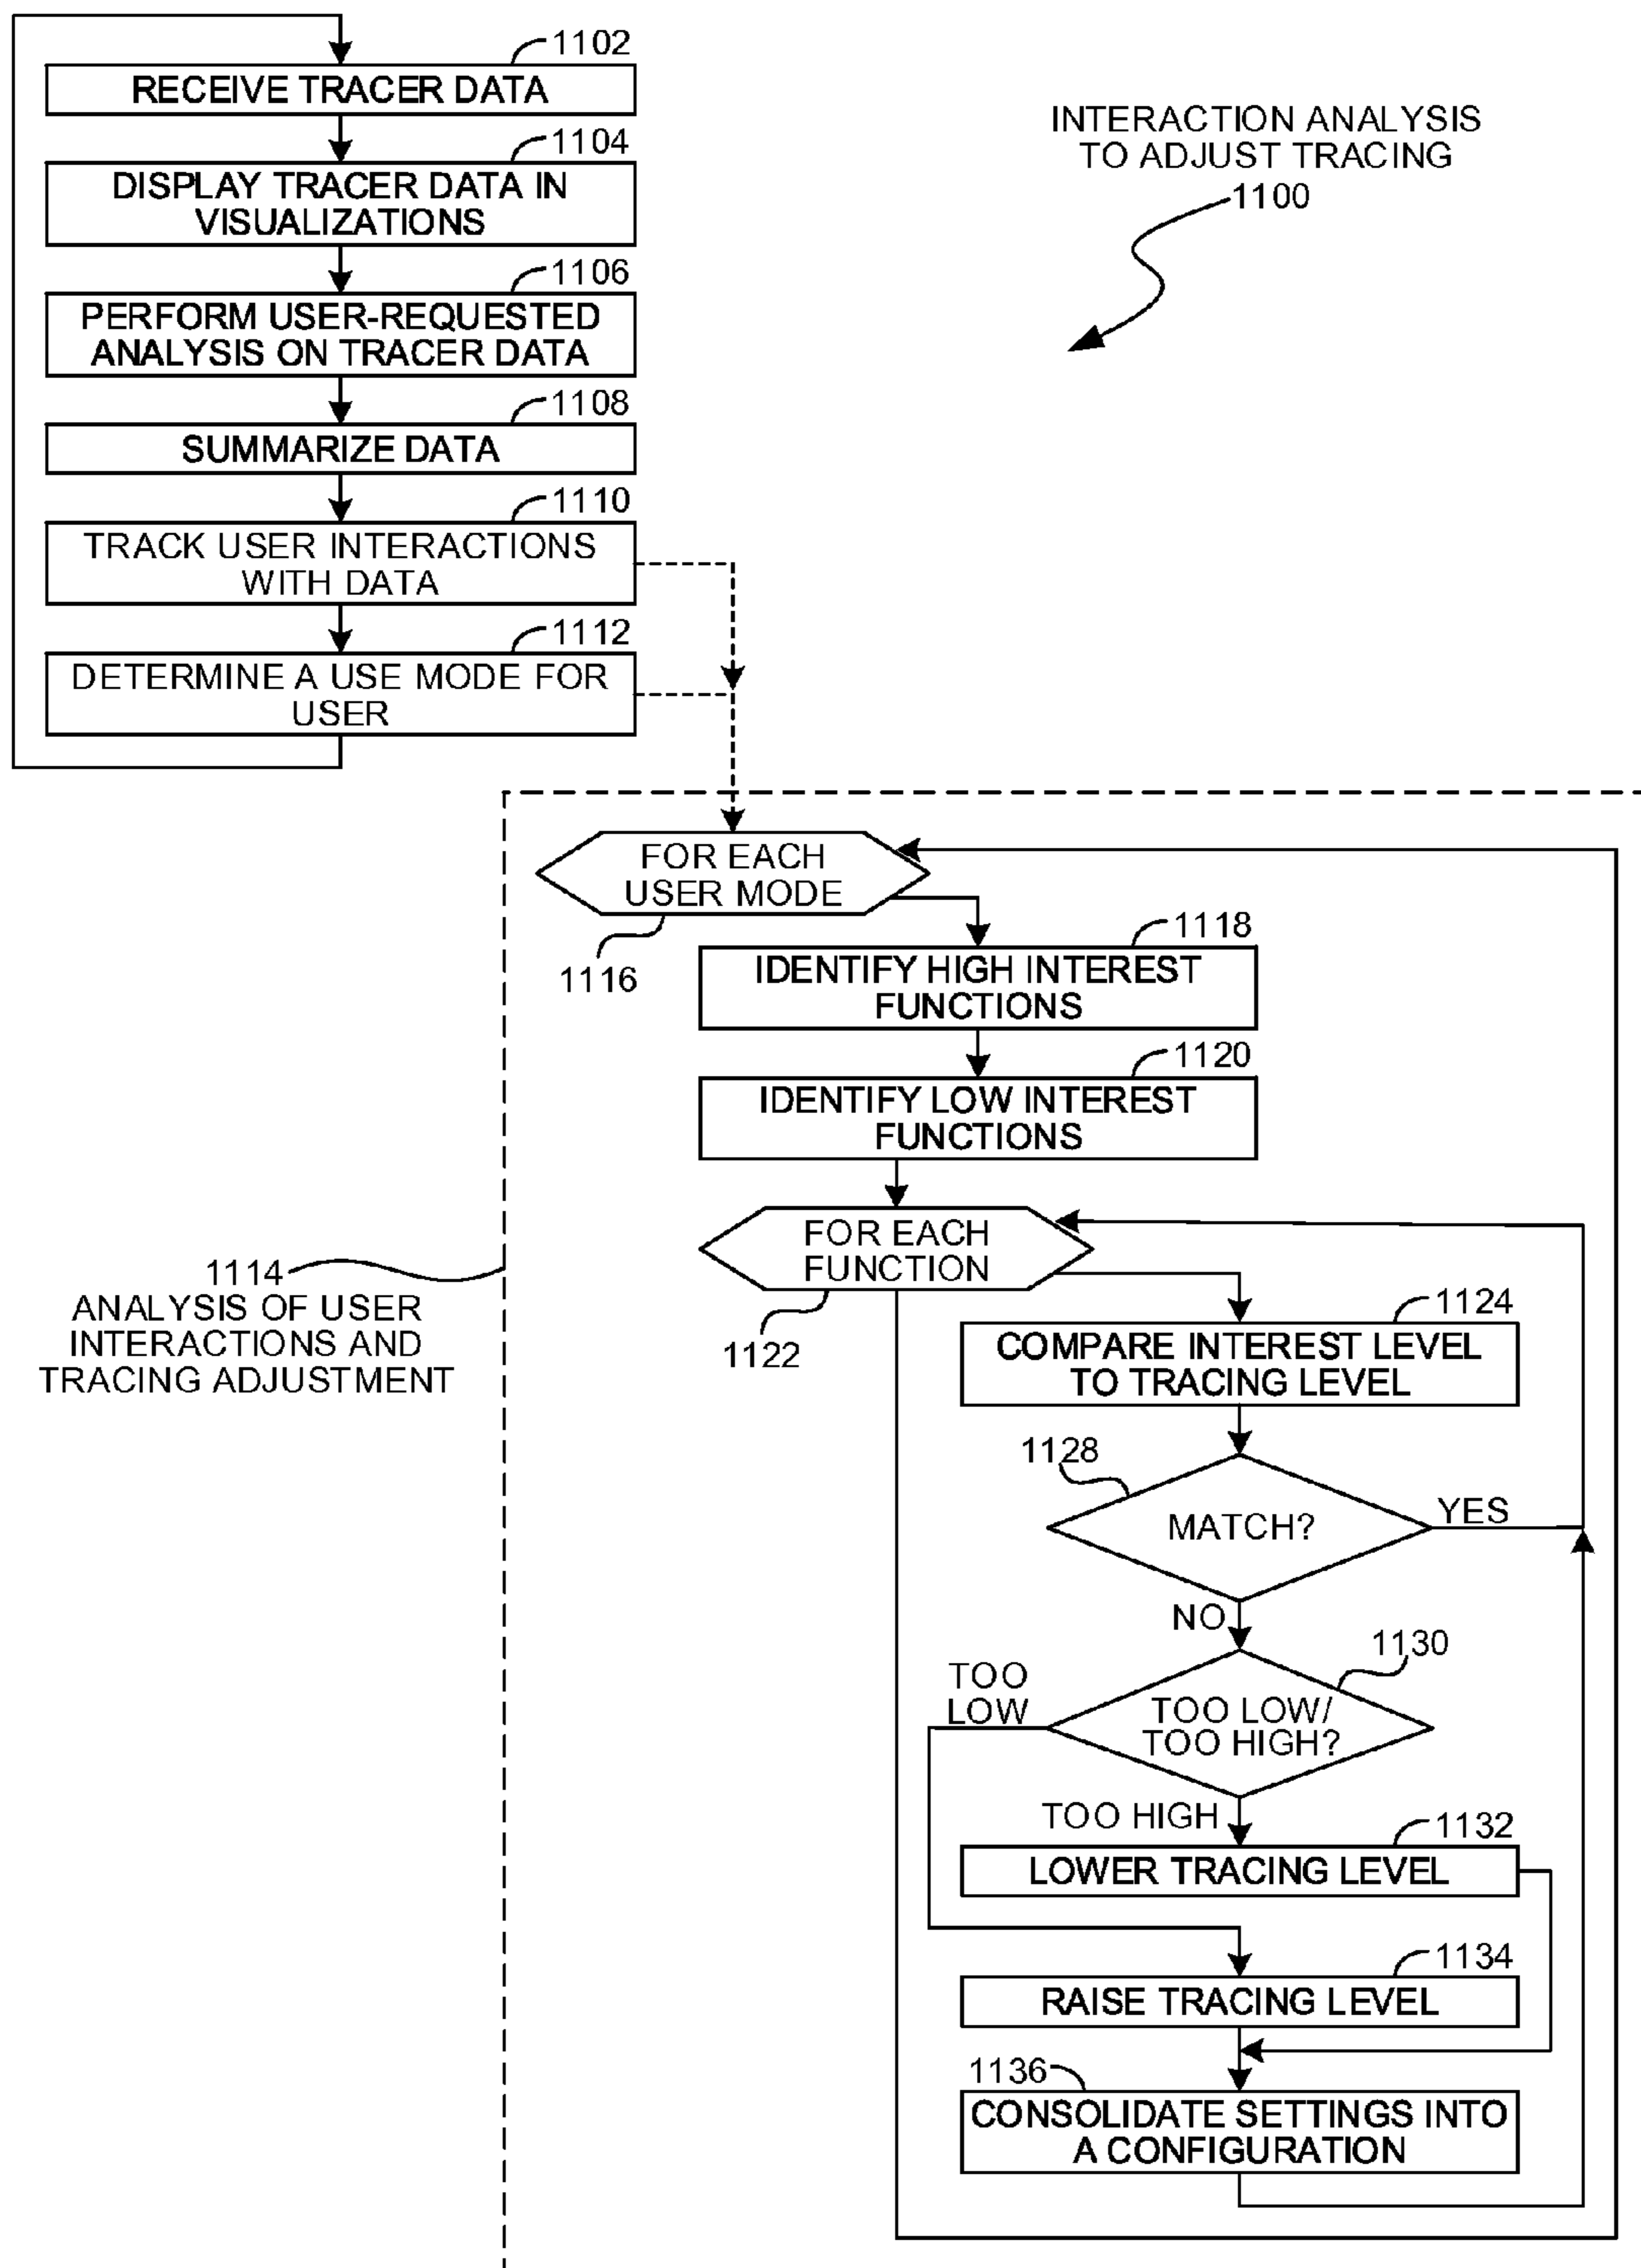 1102
RECEIVE TRACER DATA
1104
DISPLAY TRACER DATA IN
VISUALIZATIONS
1106
PERFORM USER-REQUESTED
ANALYSIS ON TRACER DATA
1108
SUMMARIZE DATA
1110
TRACK USER INTERACTIONS
WITH DATA
1112
DETERMINE A USE MODE FOR
USER
INTERACTION ANALYSIS
TO ADJUST TRACING
1100
FOR EACH
USER MODE
1116
1118
IDENTIFY HIGH INTEREST
FUNCTIONS
1120
IDENTIFY LOW INTEREST
FUNCTIONS
FOR EACH
FUNCTION
1122
1114
ANALYSIS OF USER
INTERACTIONS AND
TRACING ADJUSTMENT
1124
COMPARE INTEREST LEVEL
TO TRACING LEVEL
1128
MATCH?
YES
NO
1130
TOO
LOW
TOO LOW/
TOO HIGH?
TOO HIGH
1132
LOWER TRACING LEVEL
1134
RAISE TRACING LEVEL
1136
CONSOLIDATE SETTINGS INTO
A CONFIGURATION